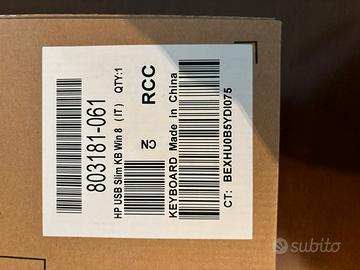 803181-061
HP USB Slim KB Win 8 (IT) QTY:1
RCC
KEYBOARD Made in China
CT: BEXHU0B5YDI075
subito